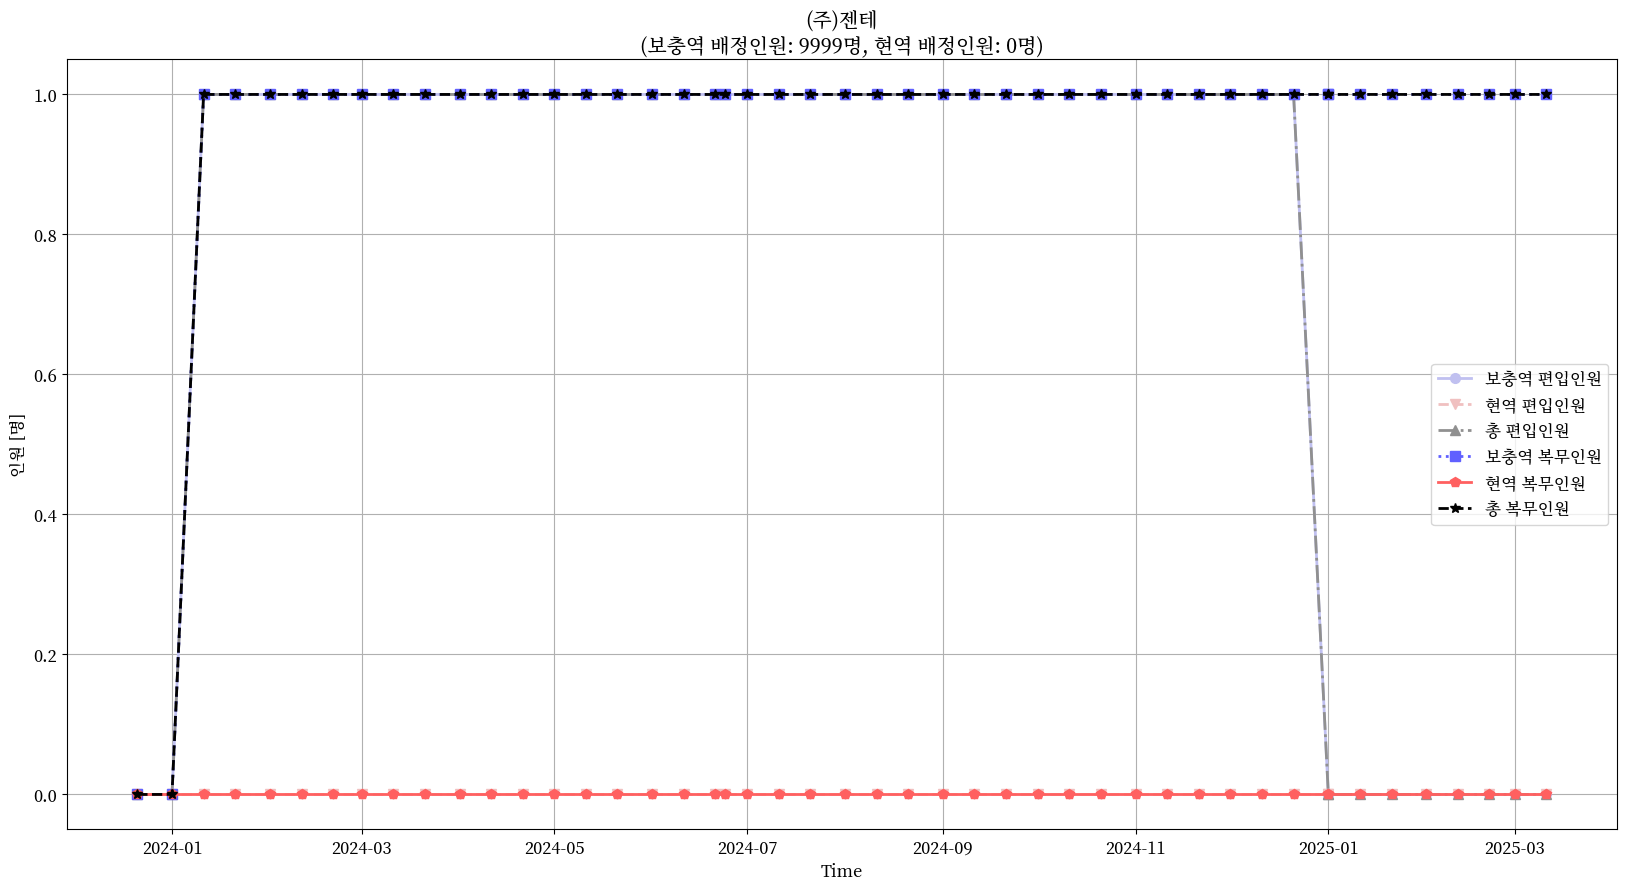 (주)젠테
(보충역 배정인원: 9999명, 현역 배정인원: 0명)
인원 [명]
1.0
0.8
0.6
0.4
0.2
0.0
보충역 편입인원
현역 편입인원
총 편입인원
보충역 복무인원
현역 복무인원
총 복무인원
2024-01 2024-03 2024-05 2024-07 2024-09 2024-11 2025-01 2025-03
Time